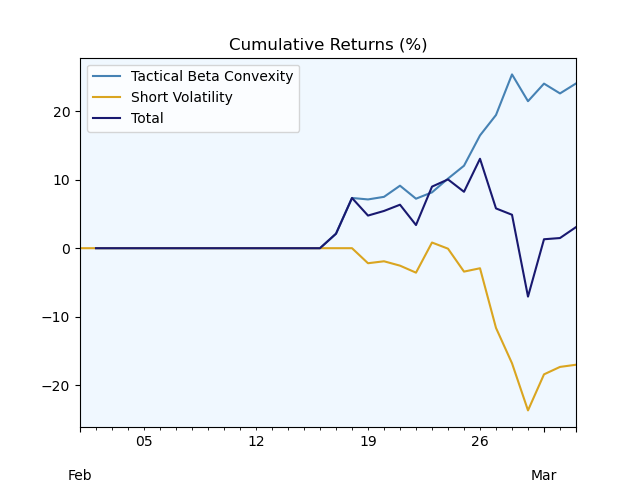 Cumulative Returns (%)
Tactical Beta Convexity
Short Volatility
Total
20
10
0
−10
−20
05 12 19 26
Feb Mar